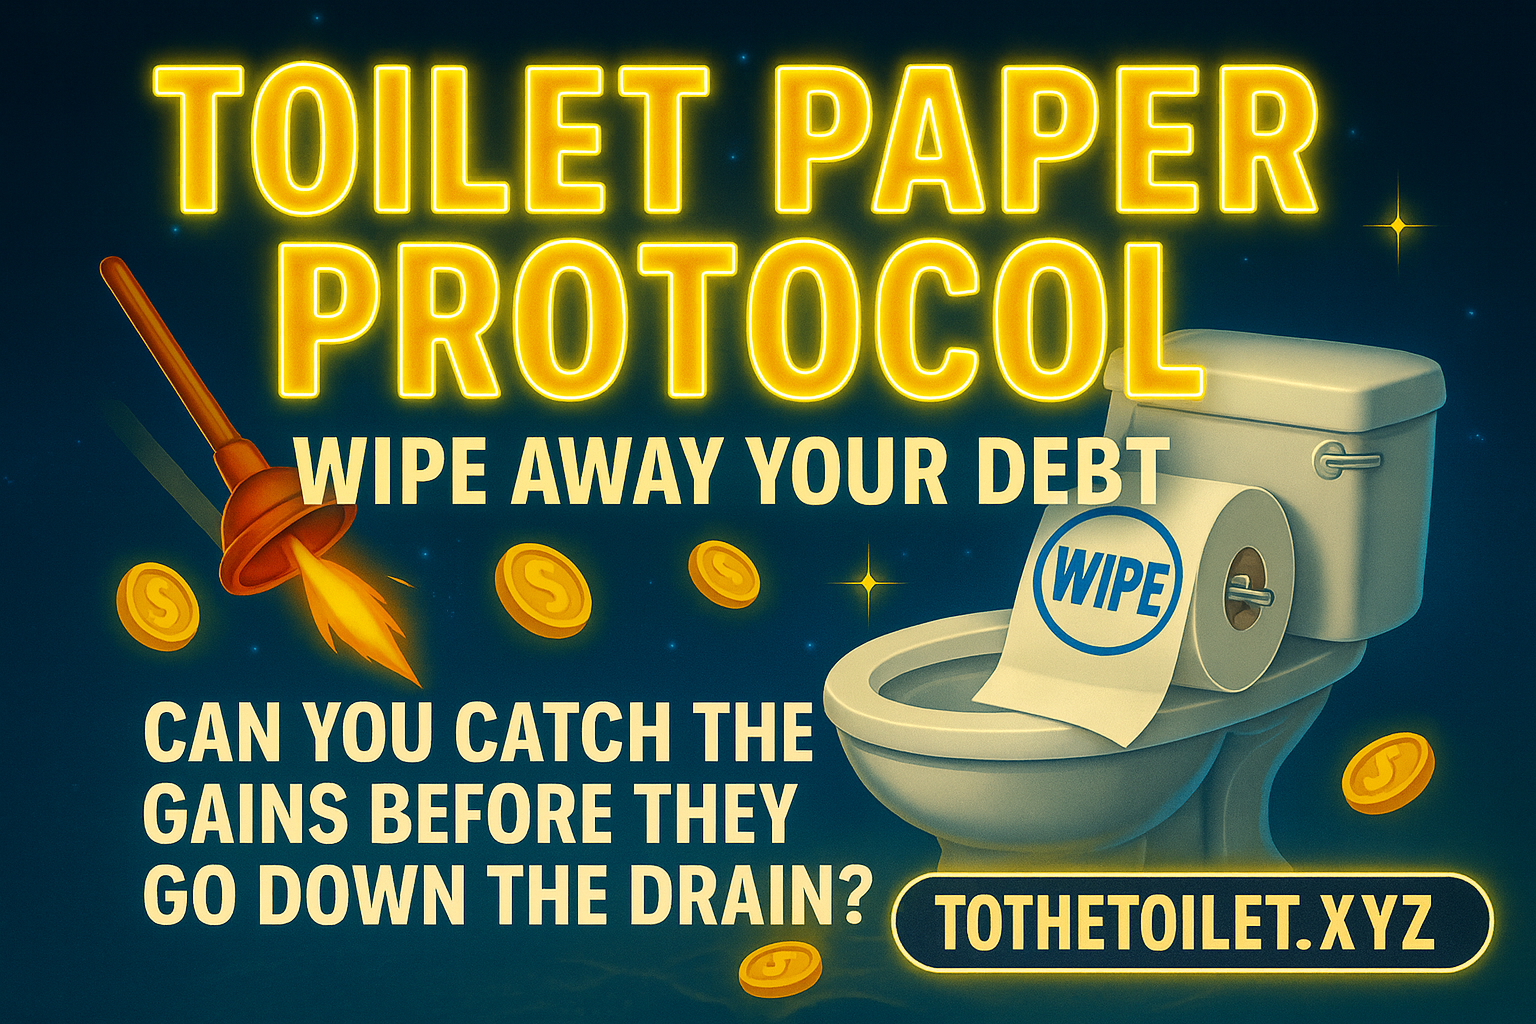 TOILET PAPER
PROTOCOL
WIPE AWAY YOUR DEBT
WIPE
CAN YOU CATCH THE
GAINS BEFORE THEY
GO DOWN THE DRAIN?
TOTHETOILET.XYZ